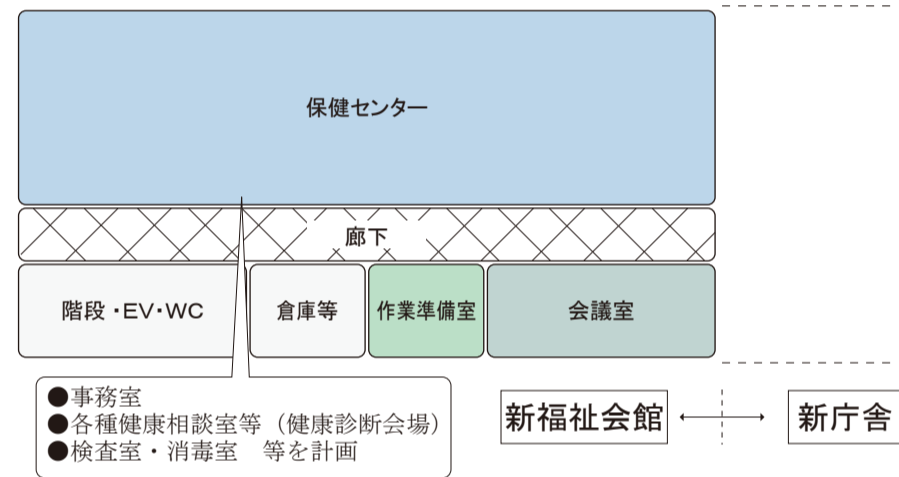 保健センター
廊下
階段・EV・WC
倉庫等
作業準備室
会議室
●事務室
●各種健康相談室等（健康診断会場）
●検査室・消毒室　等を計画
新福祉会館
新庁舎